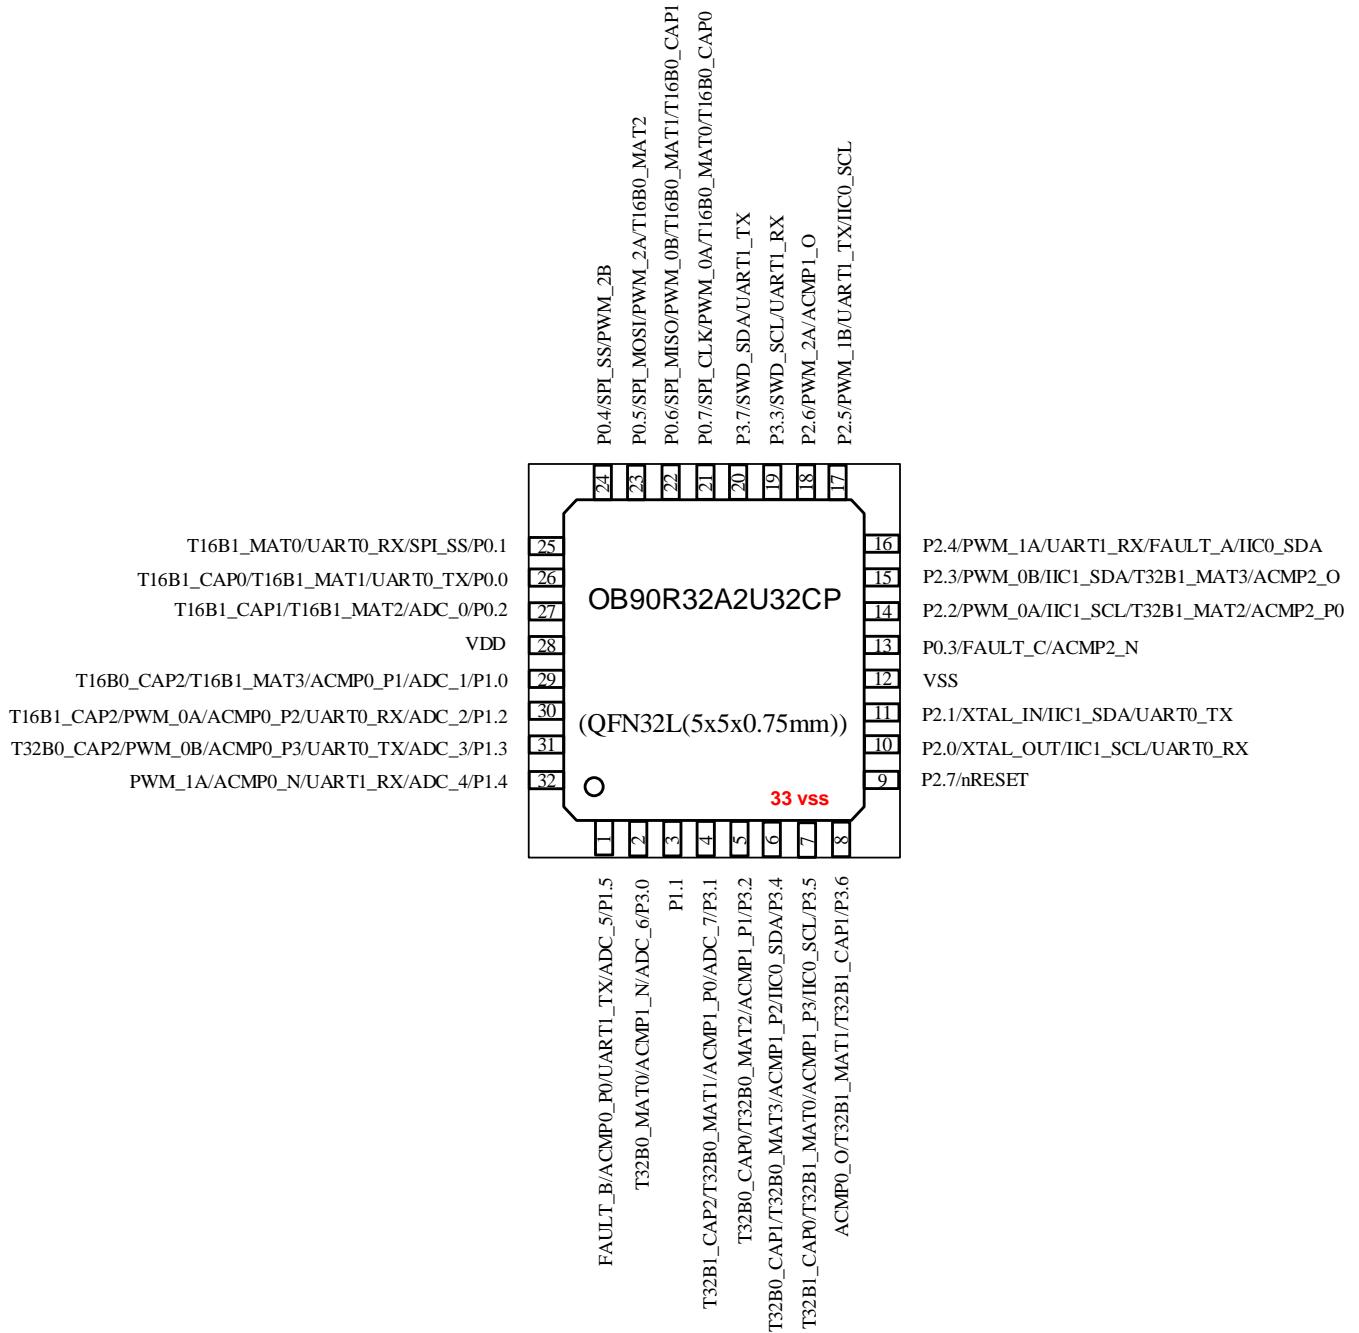 P0.4/SPI_SS/PWM_2B
P0.5/SPI_MOSI/PWM_2A/T16B0_MAT2
P0.6/SPI_MISO/PWM_0B/T16B0_MAT1/T16B0_CAP1
P0.7/SPI_CLK/PWM_0A/T16B0_MAT0/T16B0_CAP0
P3.7/SWD_SDA/UART1_TX
P3.3/SWD_SCL/UART1_RX
P2.6/PWM_2A/ACMP1_O
P2.5/PWM_1B/UART1_TX/IIC0_SCL
24
23
22
21
20
19
18
17
T16B1_MAT0/UART0_RX/SPI_SS/P0.1
25
T16B1_CAP0/T16B1_MAT1/UART0_TX/P0.0
26
T16B1_CAP1/T16B1_MAT2/ADC_0/P0.2
27
VDD
28
T16B0_CAP2/T16B1_MAT3/ACMP0_P1/ADC_1/P1.0
29
T16B1_CAP2/PWM_0A/ACMP0_P2/UART0_RX/ADC_2/P1.2
30
T32B0_CAP2/PWM_0B/ACMP0_P3/UART0_TX/ADC_3/P1.3
31
PWM_1A/ACMP0_N/UART1_RX/ADC_4/P1.4
32
OB90R32A2U32CP
(QFN32L(5x5x0.75mm))
33 vss
16
P2.4/PWM_1A/UART1_RX/FAULT_A/IIC0_SDA
15
P2.3/PWM_0B/IIC1_SDA/T32B1_MAT3/ACMP2_O
14
P2.2/PWM_0A/IIC1_SCL/T32B1_MAT2/ACMP2_P0
13
P0.3/FAULT_C/ACMP2_N
12
VSS
11
P2.1/XTAL_IN/IIC1_SDA/UART0_TX
10
P2.0/XTAL_OUT/IIC1_SCL/UART0_RX
9
P2.7/nRESET
1
2
3
4
5
6
7
8
FAULT_B/ACMP0_P0/UART1_TX/ADC_5/P1.5
T32B0_MAT0/ACMP1_N/ADC_6/P3.0
P1.1
T32B1_CAP2/T32B0_MAT1/ACMP1_P0/ADC_7/P3.1
T32B0_CAP0/T32B0_MAT2/ACMP1_P1/P3.2
T32B0_CAP1/T32B0_MAT3/ACMP1_P2/IIC0_SDA/P3.4
T32B1_CAP0/T32B1_MAT0/ACMP1_P3/IIC0_SCL/P3.5
ACMP0_O/T32B1_MAT1/T32B1_CAP1/P3.6